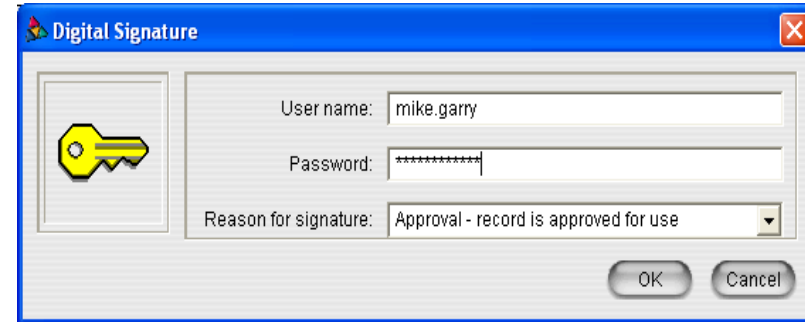 Digital Signature
User name: mike.garry
Password: ************
Reason for signature: Approval - record is approved for use
OK Cancel